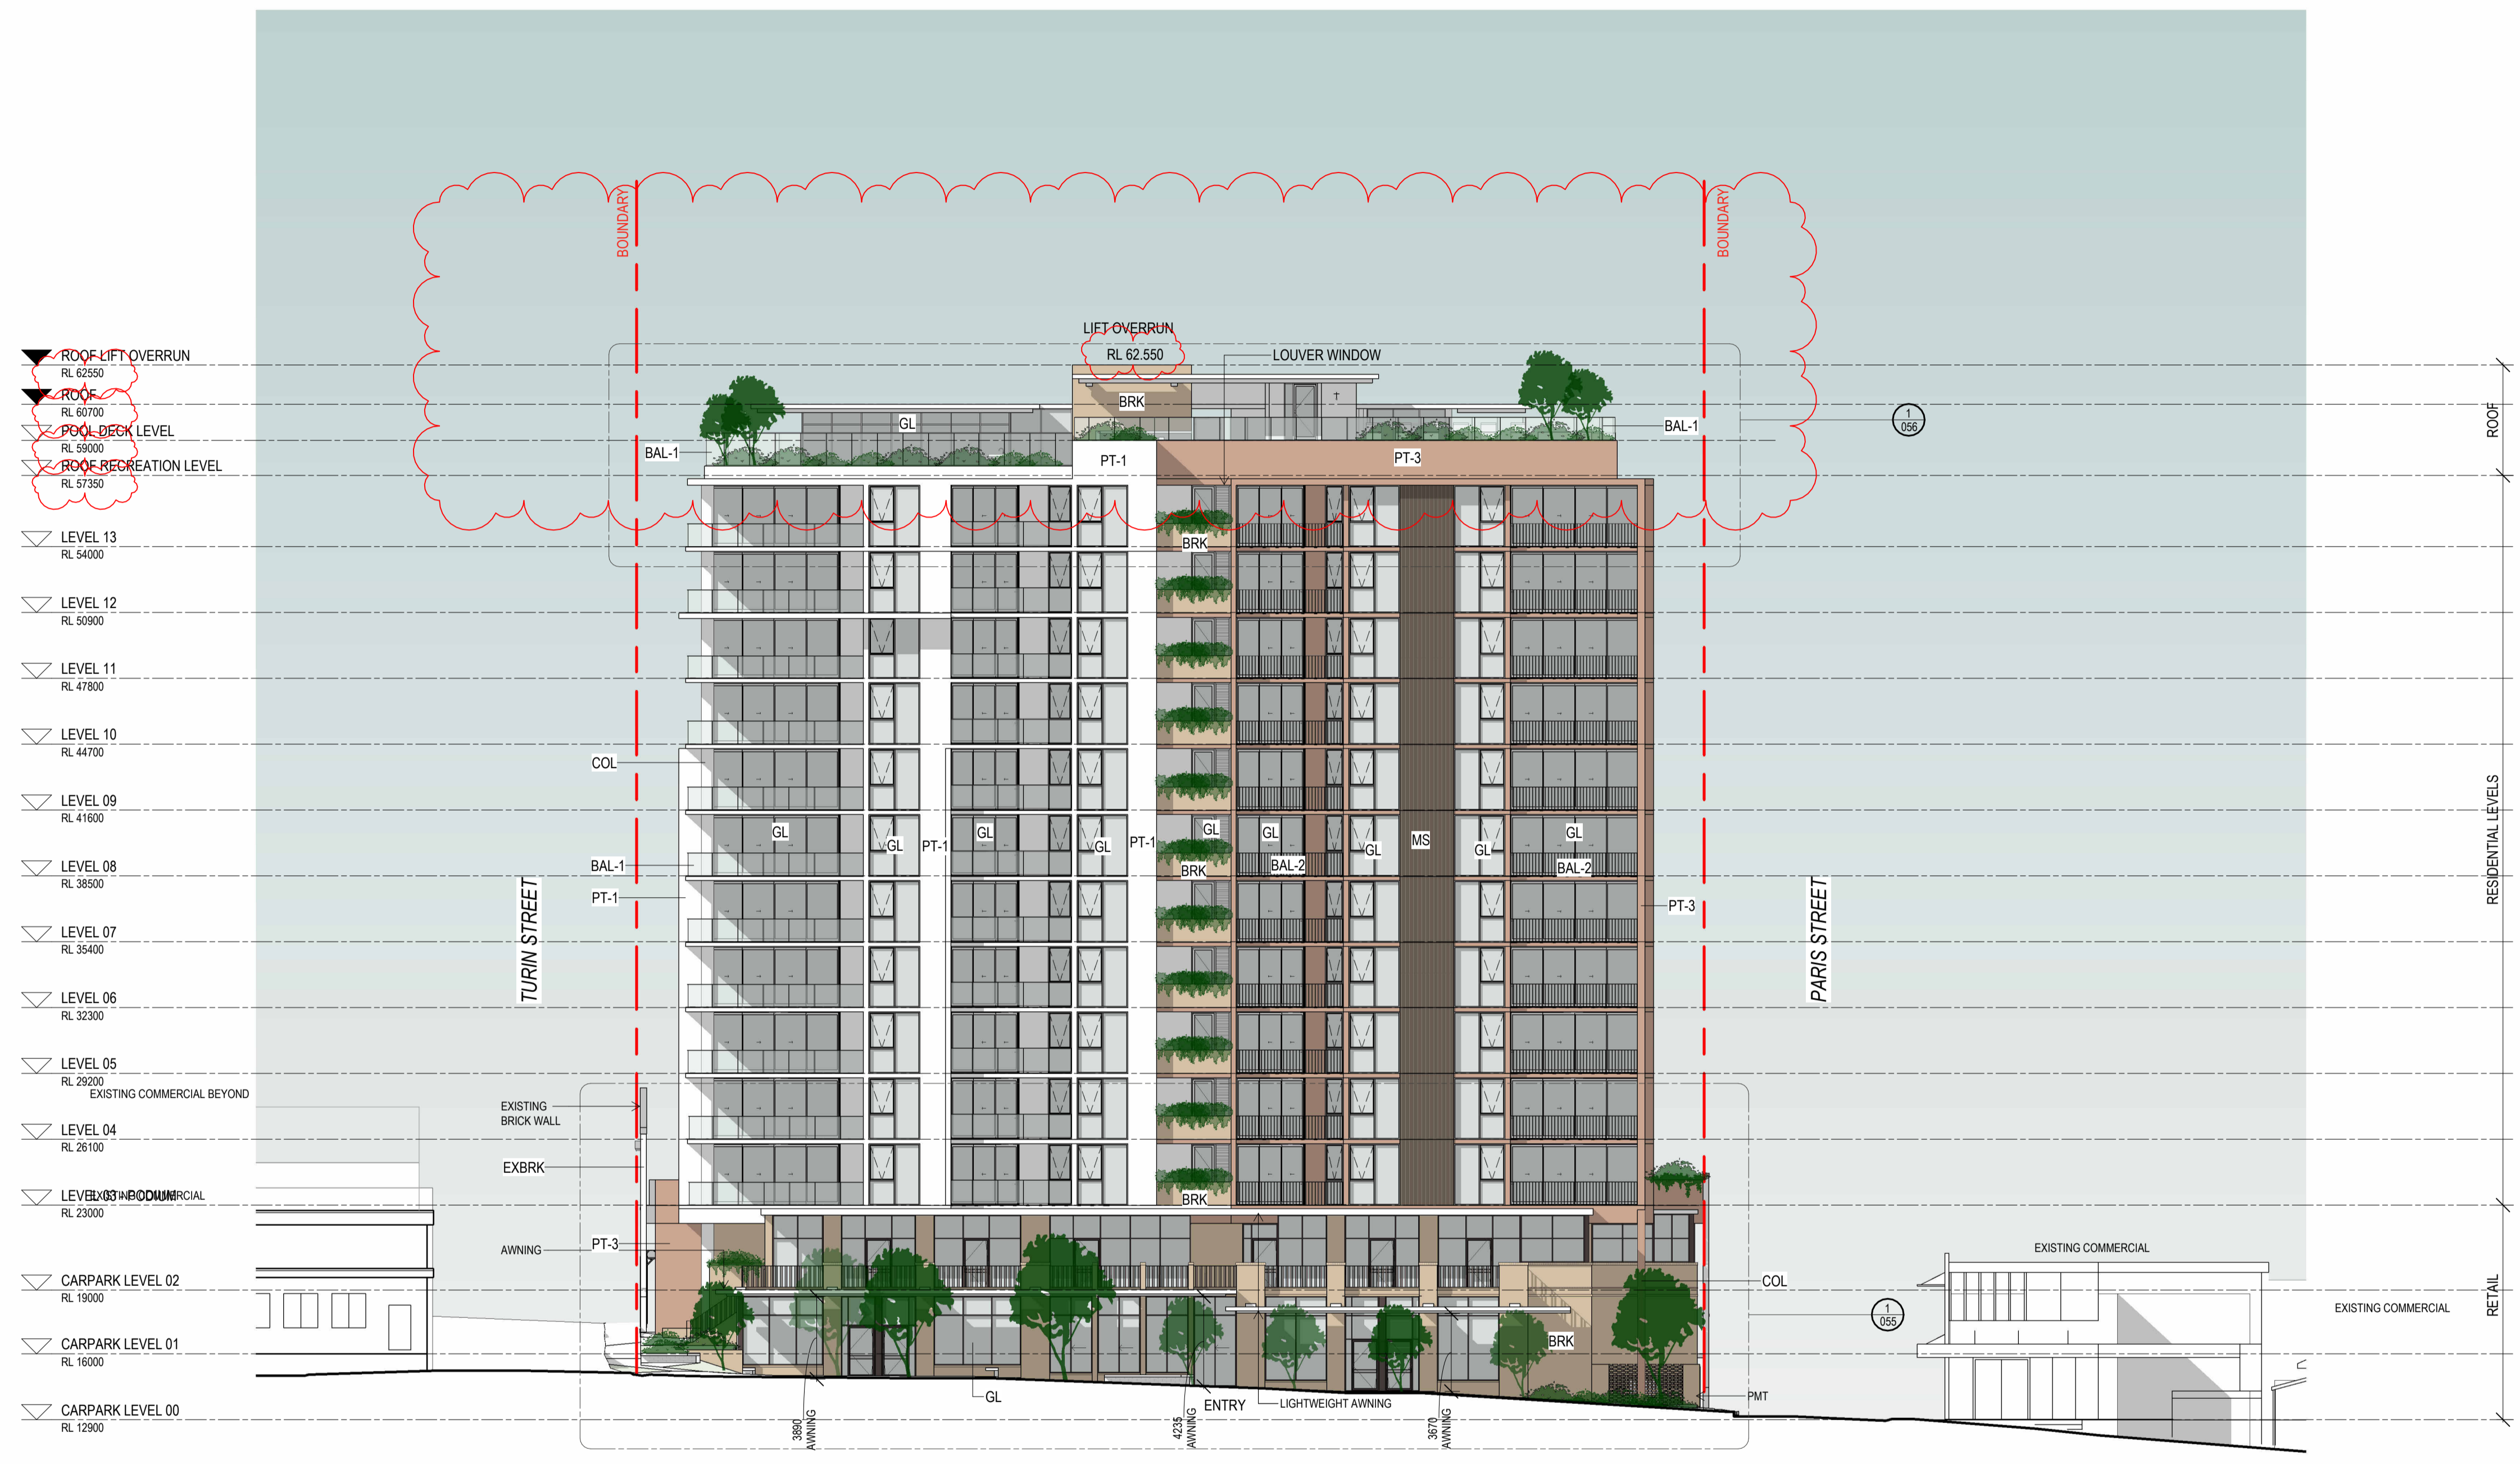 BOUNDARY
BOUNDARY
LIFT OVERRUN
RL 62.550
LOUVER WINDOW
ROOF LIFT OVERRUN
RL 62550
ROOF
RL 60700
POOL DECK LEVEL
RL 59000
ROOF RECREATION LEVEL
RL 57350
LEVEL 13
RL 54000
LEVEL 12
RL 50900
LEVEL 11
RL 47800
LEVEL 10
RL 44700
LEVEL 09
RL 41600
LEVEL 08
RL 38500
LEVEL 07
RL 35400
LEVEL 06
RL 32300
LEVEL 05
RL 29200
EXISTING COMMERCIAL BEYOND
LEVEL 04
RL 26100
LEVEL 03 - PODIUM
EXISTING COMMERCIAL
RL 23000
CARPARK LEVEL 02
RL 19000
CARPARK LEVEL 01
RL 16000
CARPARK LEVEL 00
RL 12900
BRK
GL
BAL-1
BAL-1
1
056
PT-1
PT-3
BRK
COL
GL
GL
PT-1
GL
GL
PT-1
GL
BRK
GL
BAL-2
GL
MS
GL
GL
BAL-2
BAL-1
PT-1
PT-3
TURIN STREET
PARIS STREET
EXISTING
BRICK WALL
EXBRK
BRK
PT-3
AWNING
COL
1
055
BRK
PMT
GL
ENTRY
LIGHTWEIGHT AWNING
3890
AWNING
4235
AWNING
3670
AWNING
EXISTING COMMERCIAL
EXISTING COMMERCIAL
ROOF
RESIDENTIAL LEVELS
RETAIL